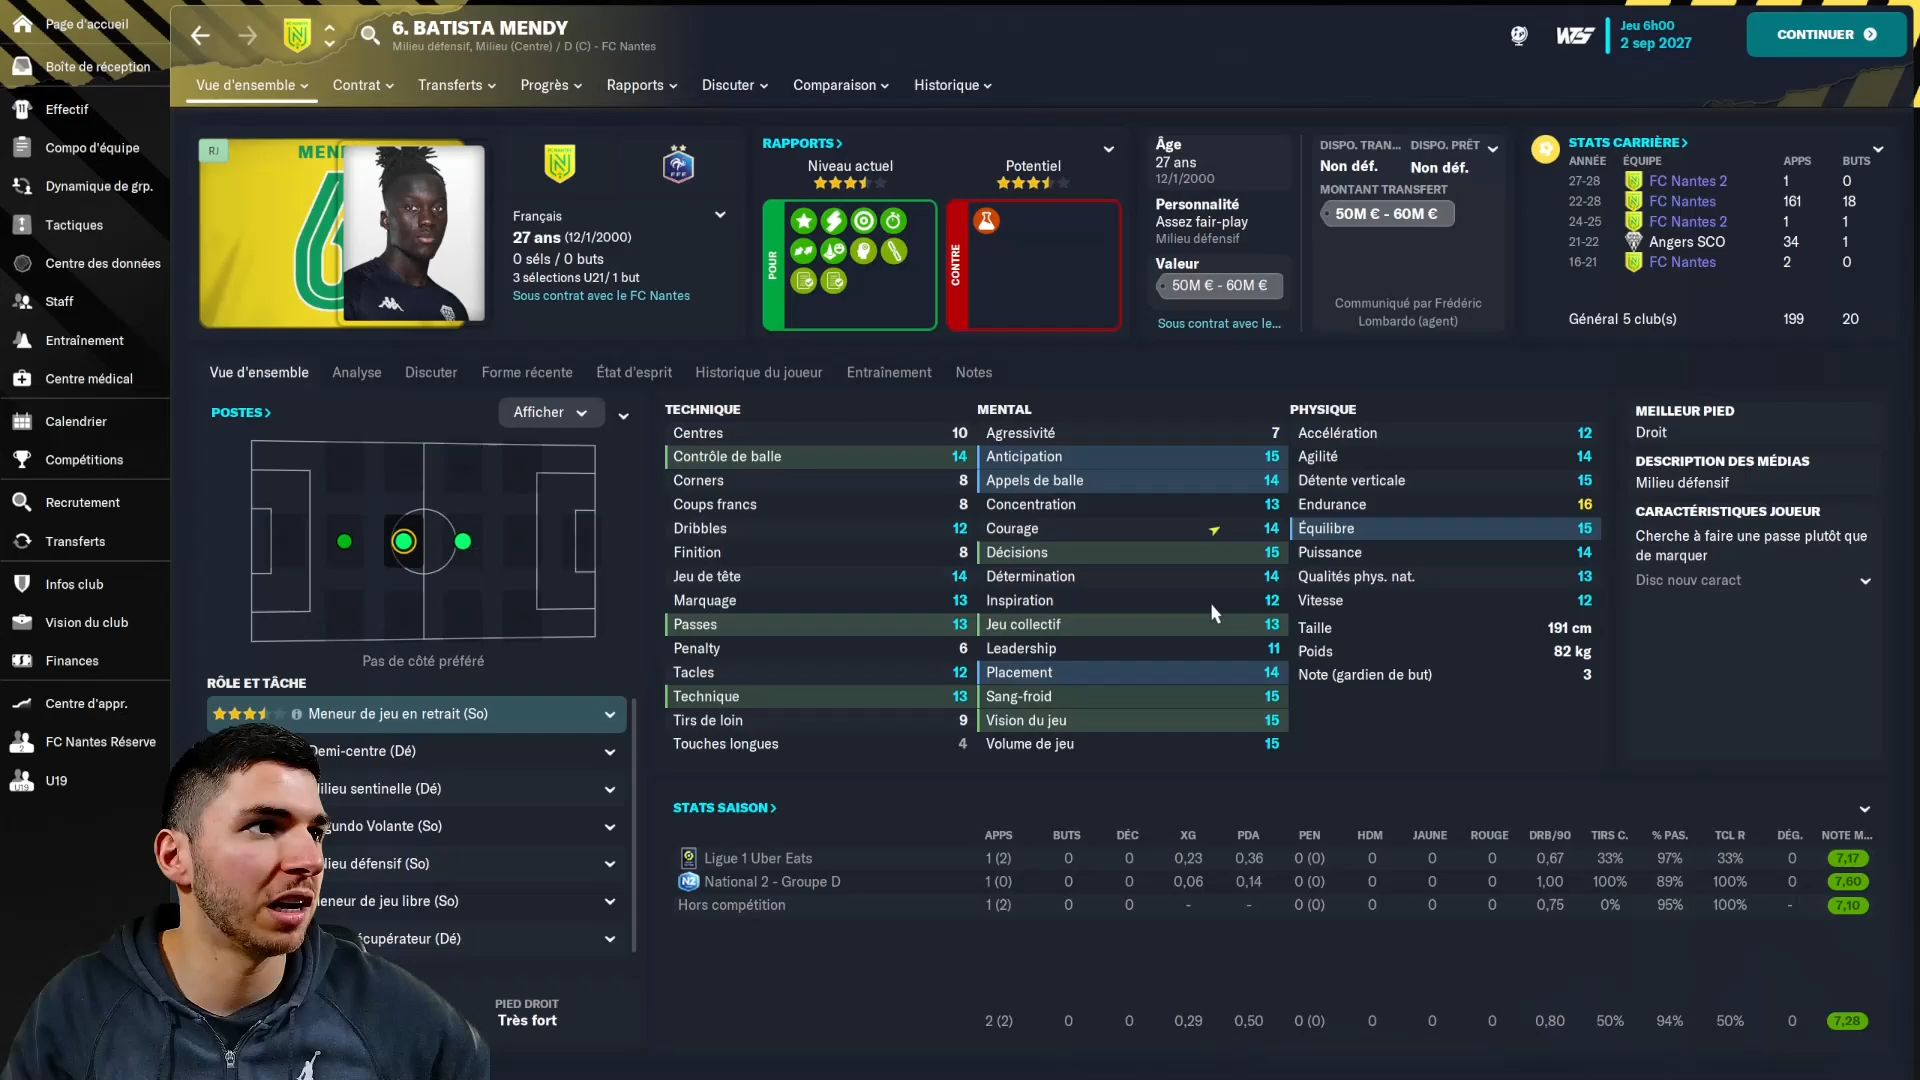 Page d'accueil
Boîte de réception
Effectif
Compo d'équipe
Dynamique de grp.
Tactiques
Centre des données
Staff
Entraînement
Centre médical
Calendrier
Compétitions
Recrutement
Transferts
Infos club
Vision du club
Finances
Centre d'appr.
FC Nantes Réserve
U19
6. BATISTA MENDY
Milieu défensif, Milieu (Centre) / D (C) - FC Nantes
Jeu 6h00
2 sep 2027
CONTINUER
Vue d'ensemble Contrat Transferts Progrès Rapports Discuter Comparaison Historique
RJ
Français
27 ans (12/1/2000)
0 séls / 0 buts
3 sélections U21/ 1 but
Sous contrat avec le FC Nantes
RAPPORTS
Niveau actuel Potentiel
POUR CONTRE
Âge
27 ans
12/1/2000
Personnalité
Assez fair-play
Milieu défensif
Valeur
50M € - 60M €
Sous contrat avec le...
DISPO. TRAN... DISPO. PRÊT
Non déf. Non déf.
MONTANT TRANSFERT
50M € - 60M €
Communiqué par Frédéric
Lombardo (agent)
STATS CARRIÈRE
ANNÉE ÉQUIPE APPS BUTS
27-28 FC Nantes 2 1 0
22-28 FC Nantes 161 18
24-25 FC Nantes 2 1 1
21-22 Angers SCO 34 1
16-21 FC Nantes 2 0
Général 5 club(s) 199 20
Vue d'ensemble Analyse Discuter Forme récente État d'esprit Historique du joueur Entraînement Notes
POSTES Afficher
Pas de côté préféré
RÔLE ET TÂCHE
Meneur de jeu en retrait (So)
Demi-centre (Dé)
ilieu sentinelle (Dé)
gundo Volante (So)
lieu défensif (So)
eneur de jeu libre (So)
écupérateur (Dé)
PIED DROIT
Très fort
TECHNIQUE
Centres 10
Contrôle de balle 14
Corners 8
Coups francs 8
Dribbles 12
Finition 8
Jeu de tête 14
Marquage 13
Passes 13
Penalty 6
Tacles 12
Technique 13
Tirs de loin 9
Touches longues 4
MENTAL
Agressivité 7
Anticipation 15
Appels de balle 14
Concentration 13
Courage 14
Décisions 15
Détermination 14
Inspiration 12
Jeu collectif 13
Leadership 11
Placement 14
Sang-froid 15
Vision du jeu 15
Volume de jeu 15
PHYSIQUE
Accélération 12
Agilité 14
Détente verticale 15
Endurance 16
Équilibre 15
Puissance 14
Qualités phys. nat. 13
Vitesse 12
Taille 191 cm
Poids 82 kg
Note (gardien de but) 3
MEILLEUR PIED
Droit
DESCRIPTION DES MÉDIAS
Milieu défensif
CARACTÉRISTIQUES JOUEUR
Cherche à faire une passe plutôt que
de marquer
Disc nouv caract
STATS SAISON
APPS BUTS DÉC XG PDA PEN HDM JAUNE ROUGE DRB/90 TIRS C. % PAS. TCL R DÉG. NOTE M...
Ligue 1 Uber Eats 1 (2) 0 0 0,23 0,36 0 (0) 0 0 0 0,67 33% 97% 33% 0 7,17
National 2 - Groupe D 1 (0) 0 0 0,06 0,14 0 (0) 0 0 0 1,00 100% 89% 100% 0 7,60
Hors compétition 1 (2) 0 0 - - 0 (0) 0 0 0 0,75 0% 95% 100% - 7,10
2 (2) 0 0 0,29 0,50 0 (0) 0 0 0 0,80 50% 94% 50% 0 7,28